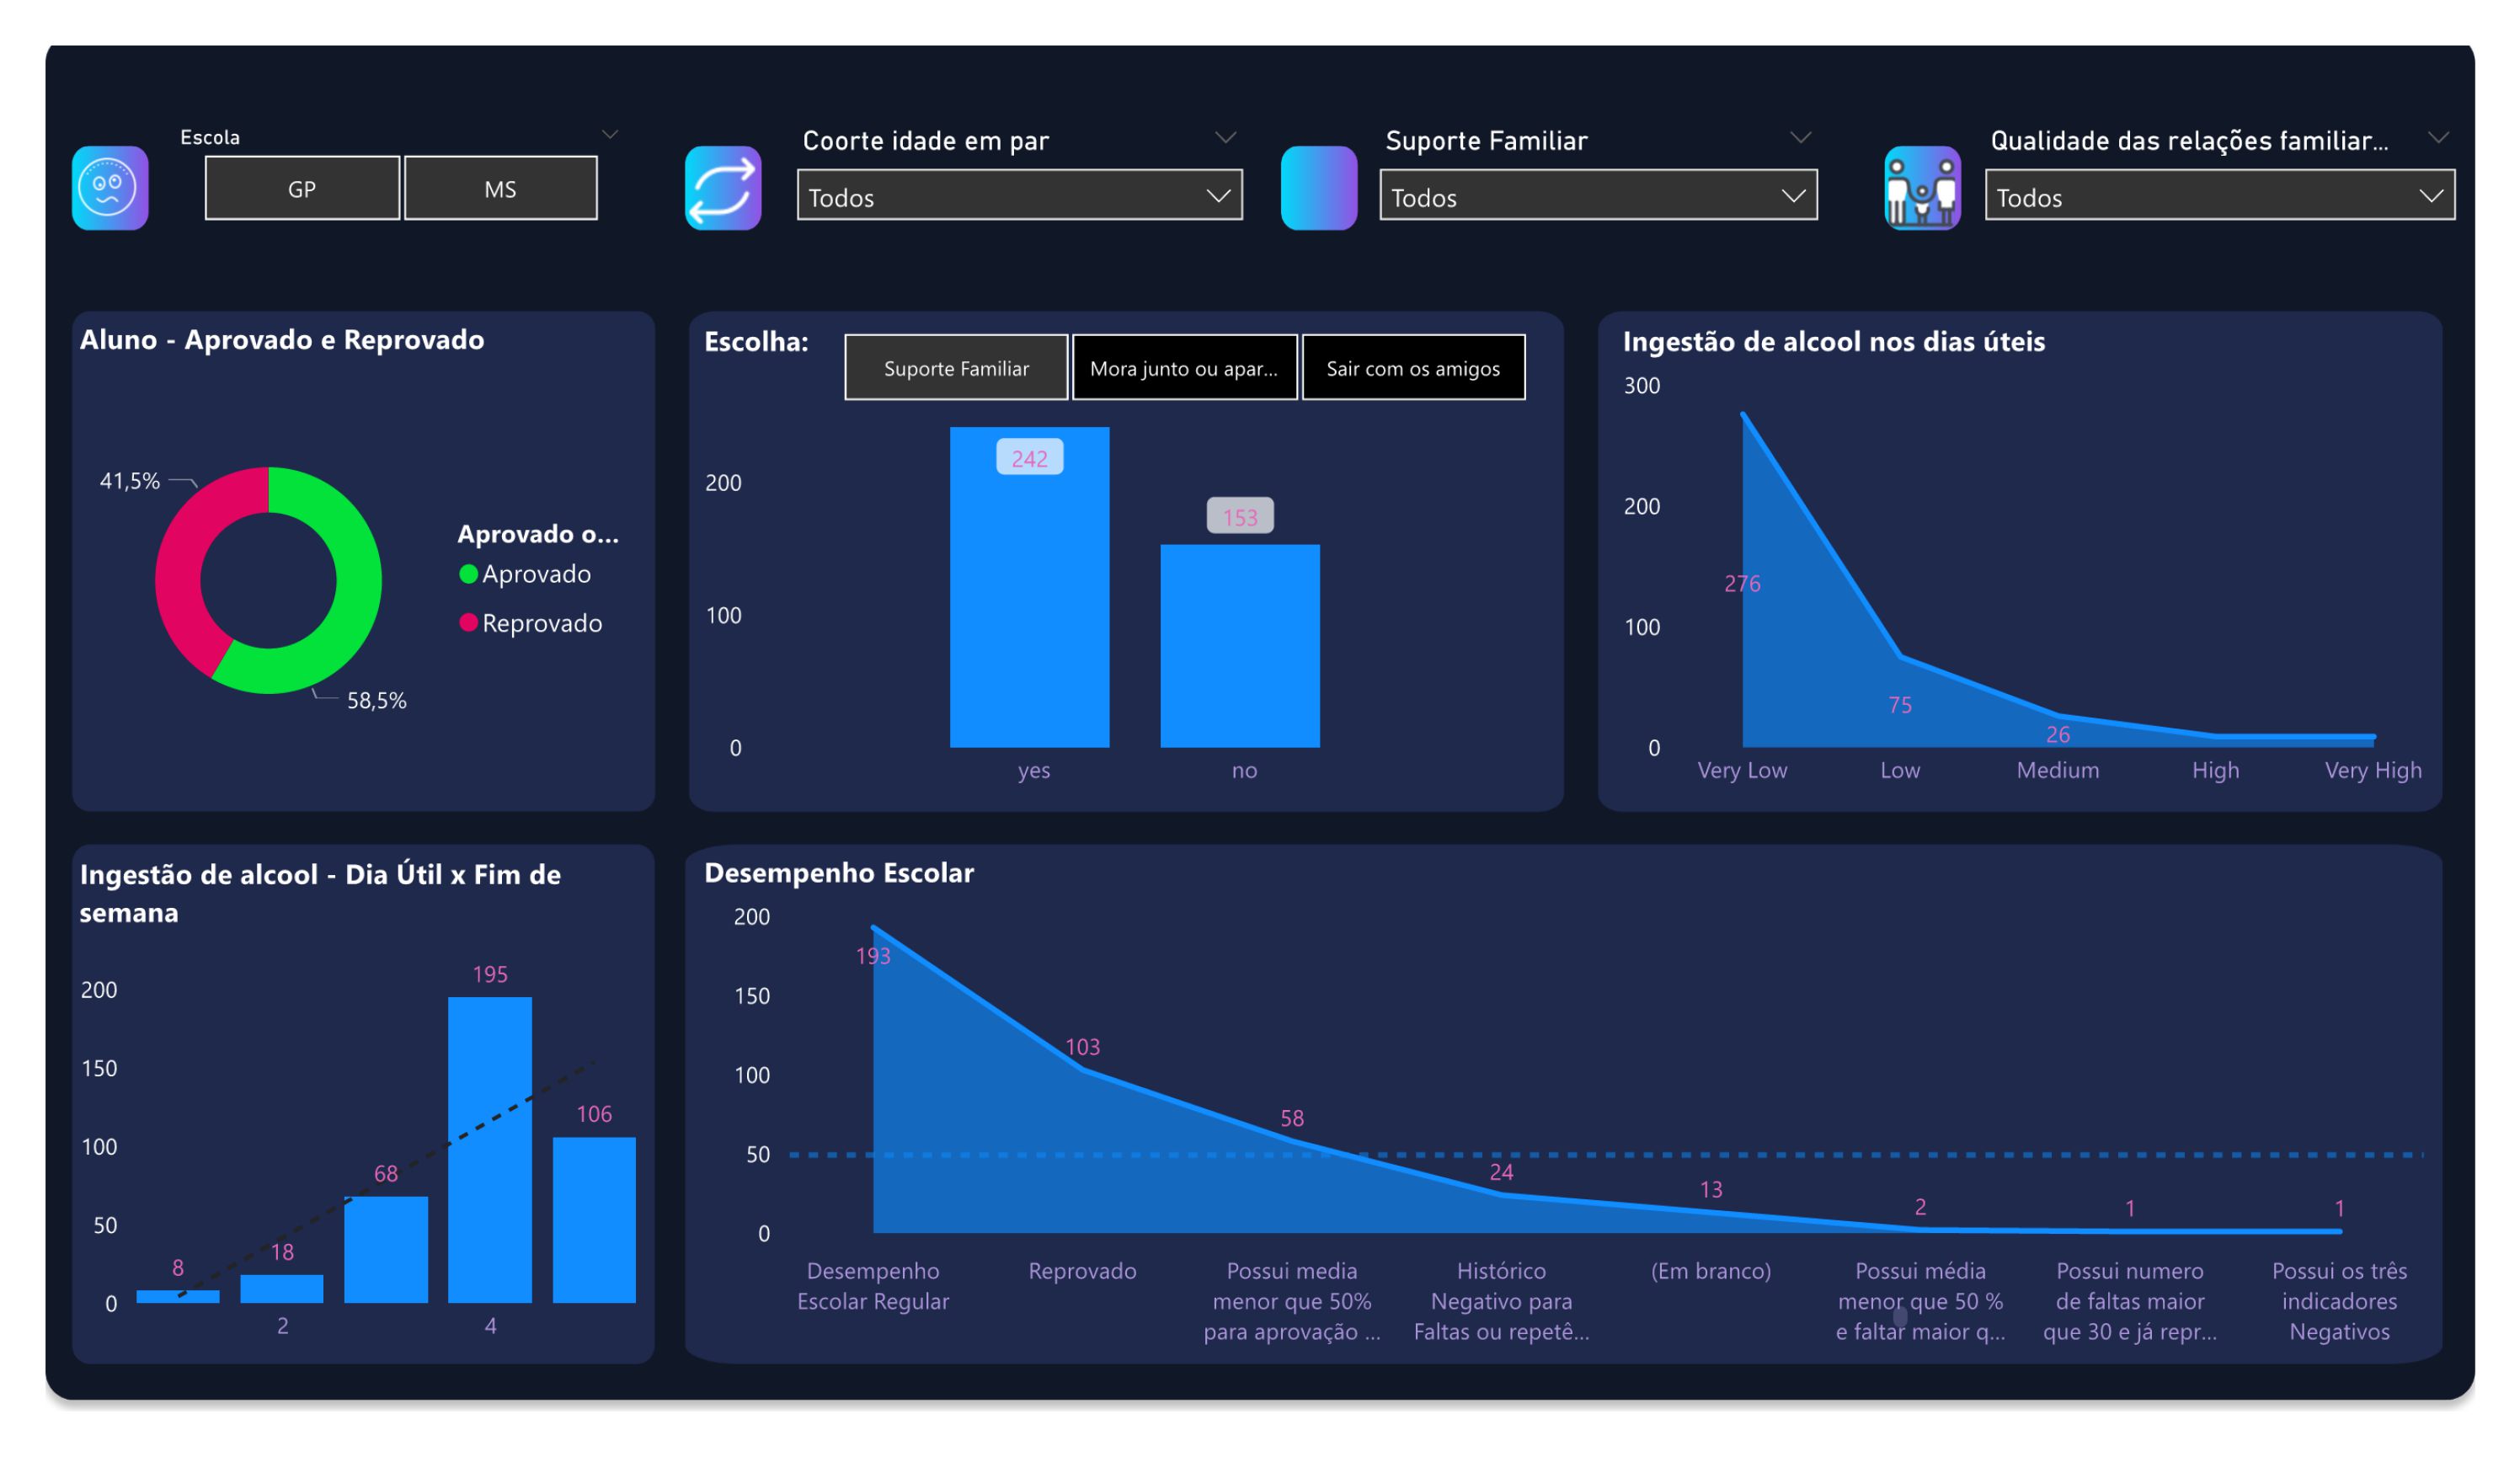 Escola
GP
MS
Coorte idade em par
Todos
Suporte Familiar
Todos
Qualidade das relações familiar...
Todos
Aluno - Aprovado e Reprovado
41,5%
58,5%
Aprovado o...
Aprovado
Reprovado
Escolha:
Suporte Familiar
Mora junto ou apar...
Sair com os amigos
200
100
0
242
153
yes
no
Ingestão de alcool nos dias úteis
300
200
100
0
276
75
26
Very Low
Low
Medium
High
Very High
Ingestão de alcool - Dia Útil x Fim de
semana
200
150
100
50
0
8
18
68
195
106
2
4
Desempenho Escolar
200
150
100
50
0
193
103
58
24
13
2
1
1
Desempenho
Escolar Regular
Reprovado
Possui media
menor que 50%
para aprovação ...
Histórico
Negativo para
Faltas ou repetê...
(Em branco)
Possui média
menor que 50 %
e faltar maior q...
Possui numero
de faltas maior
que 30 e já repr...
Possui os três
indicadores
Negativos